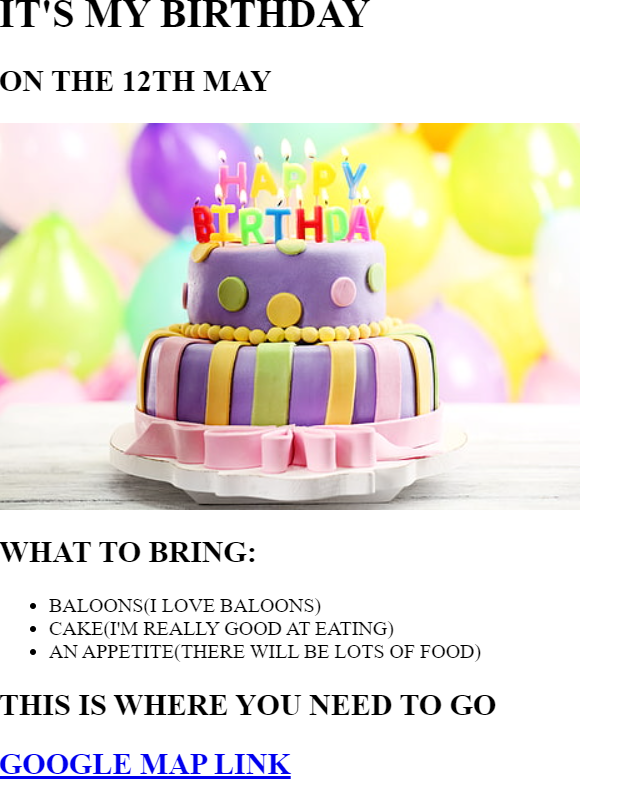 IT'S MY BIRTHDAY
ON THE 12TH MAY
HAPPY
BIRTHDAY
WHAT TO BRING:
BALOONS(I LOVE BALOONS)
CAKE(I'M REALLY GOOD AT EATING)
AN APPETITE(THERE WILL BE LOTS OF FOOD)
THIS IS WHERE YOU NEED TO GO
GOOGLE MAP LINK